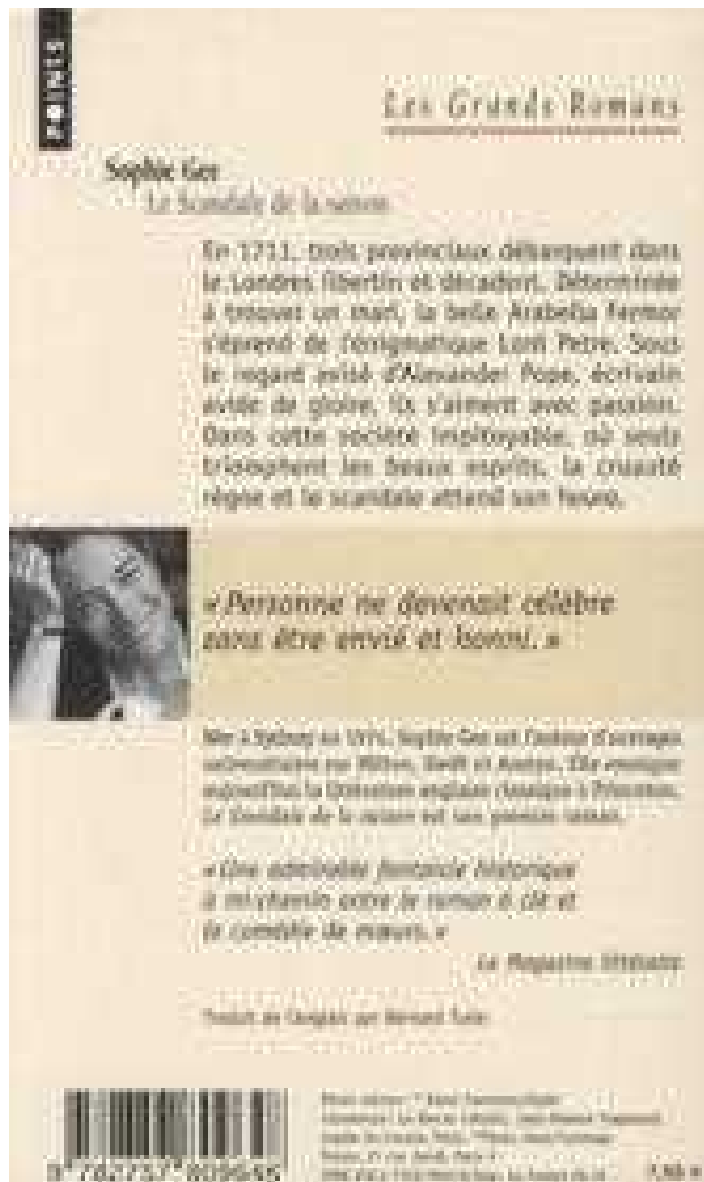 POINTS
Les Grands Romans
Sophie Gee
Le Scandale de la saison
En 1711, trois provinciaux débarquent dans
le Londres libertin et décadent. Déterminée
à trouver un mari, la belle Arabella Fermor
s'éprend de l'énigmatique Lord Petre. Sous
le regard avisé d'Alexander Pope, écrivain
avide de gloire, ils s'aiment avec passion.
Dans cette société impitoyable, où seuls
triomphent les beaux esprits, la cruauté
règne et le scandale attend son heure.
« Personne ne devenait célèbre
sans être envié et honni. »
Née à Sydney en Sophie Gee est l'auteur d'ouvrages
universitaires sur Milton, Swift et Austen. Elle enseigne
aujourd'hui la littérature anglaise classique à Princeton.
Le Scandale de la saison est son premier roman.
« Une admirable fantaisie historique
à mi-chemin entre le roman à clé et
la comédie de mœurs. »
Le Magazine littéraire
Traduit de l'anglais par Bernard
9 782757 809648